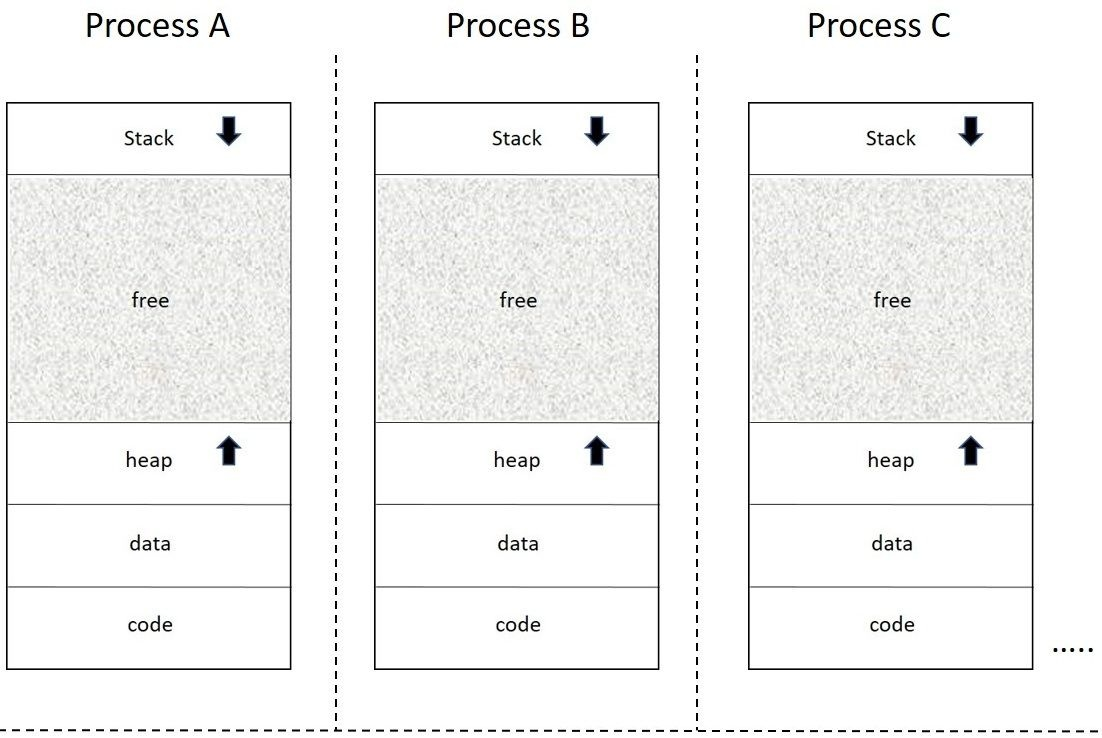 Process A
Process B
Process C
Stack
Stack
Stack
free
free
free
heap
heap
heap
data
data
data
code
code
code
.....